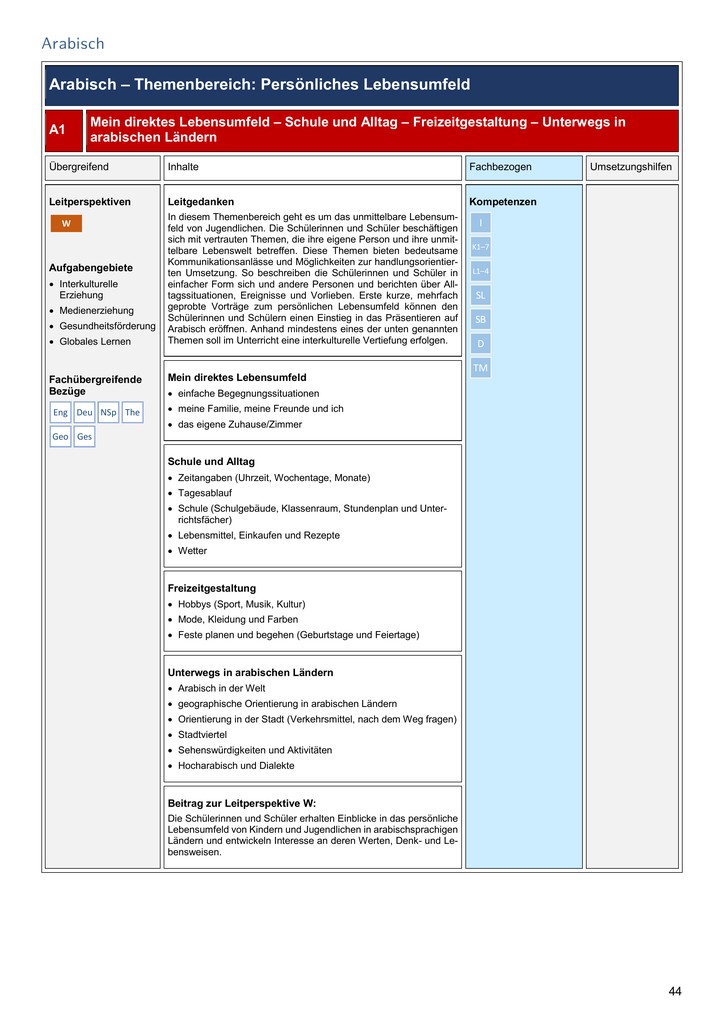 Arabisch
Arabisch – Themenbereich: Persönliches Lebensumfeld
A1
Mein direktes Lebensumfeld – Schule und Alltag – Freizeitgestaltung – Unterwegs in
arabischen Ländern
Übergreifend
Inhalte
Fachbezogen
Umsetzungshilfen
Leitperspektiven
W
Aufgabengebiete
• Interkulturelle
Erziehung
• Medienerziehung
• Gesundheitsförderung
• Globales Lernen
Fachübergreifende
Bezüge
Eng Deu NSp The
Geo Ges
Leitgedanken
In diesem Themenbereich geht es um das unmittelbare Lebensum-
feld von Jugendlichen. Die Schülerinnen und Schüler beschäftigen
sich mit vertrauten Themen, die ihre eigene Person und ihre unmit-
telbare Lebenswelt betreffen. Diese Themen bieten bedeutsame
Kommunikationsanlässe und Möglichkeiten zur handlungsorientier-
ten Umsetzung. So beschreiben die Schülerinnen und Schüler in
einfacher Form sich und andere Personen und berichten über All-
tagssituationen, Ereignisse und Vorlieben. Erste kurze, mehrfach
geprobte Vorträge zum persönlichen Lebensumfeld können den
Schülerinnen und Schülern einen Einstieg in das Präsentieren auf
Arabisch eröffnen. Anhand mindestens eines der unten genannten
Themen soll im Unterricht eine interkulturelle Vertiefung erfolgen.
Mein direktes Lebensumfeld
• einfache Begegnungssituationen
• meine Familie, meine Freunde und ich
• das eigene Zuhause/Zimmer
Schule und Alltag
• Zeitangaben (Uhrzeit, Wochentage, Monate)
• Tagesablauf
• Schule (Schulgebäude, Klassenraum, Stundenplan und Unter-
richtsfächer)
• Lebensmittel, Einkaufen und Rezepte
• Wetter
Freizeitgestaltung
• Hobbys (Sport, Musik, Kultur)
• Mode, Kleidung und Farben
• Feste planen und begehen (Geburtstage und Feiertage)
Unterwegs in arabischen Ländern
• Arabisch in der Welt
• geographische Orientierung in arabischen Ländern
• Orientierung in der Stadt (Verkehrsmittel, nach dem Weg fragen)
• Stadtviertel
• Sehenswürdigkeiten und Aktivitäten
• Hocharabisch und Dialekte
Beitrag zur Leitperspektive W:
Die Schülerinnen und Schüler erhalten Einblicke in das persönliche
Lebensumfeld von Kindern und Jugendlichen in arabischsprachigen
Ländern und entwickeln Interesse an deren Werten, Denk- und Le-
bensweisen.
Kompetenzen
I
K1–7
L1–4
SL
SB
D
TM
44